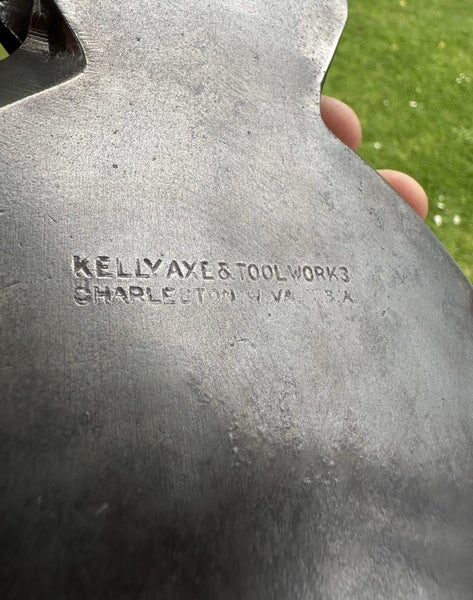 KELLY AXE & TOOL WORKS
CHARLESTON, W. VA.